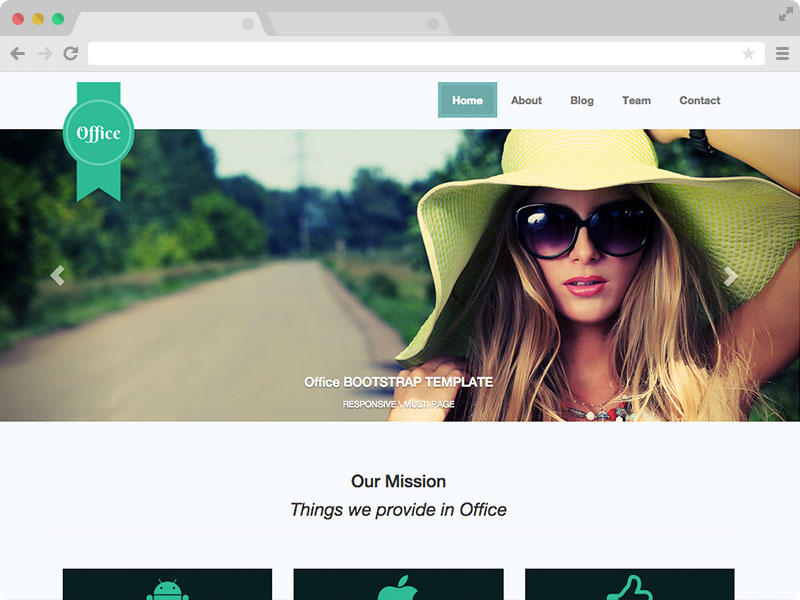 Office
Home About Blog Team Contact
Office BOOTSTRAP TEMPLATE
RESPONSIVE \ MULTI PAGE
Our Mission
Things we provide in Office